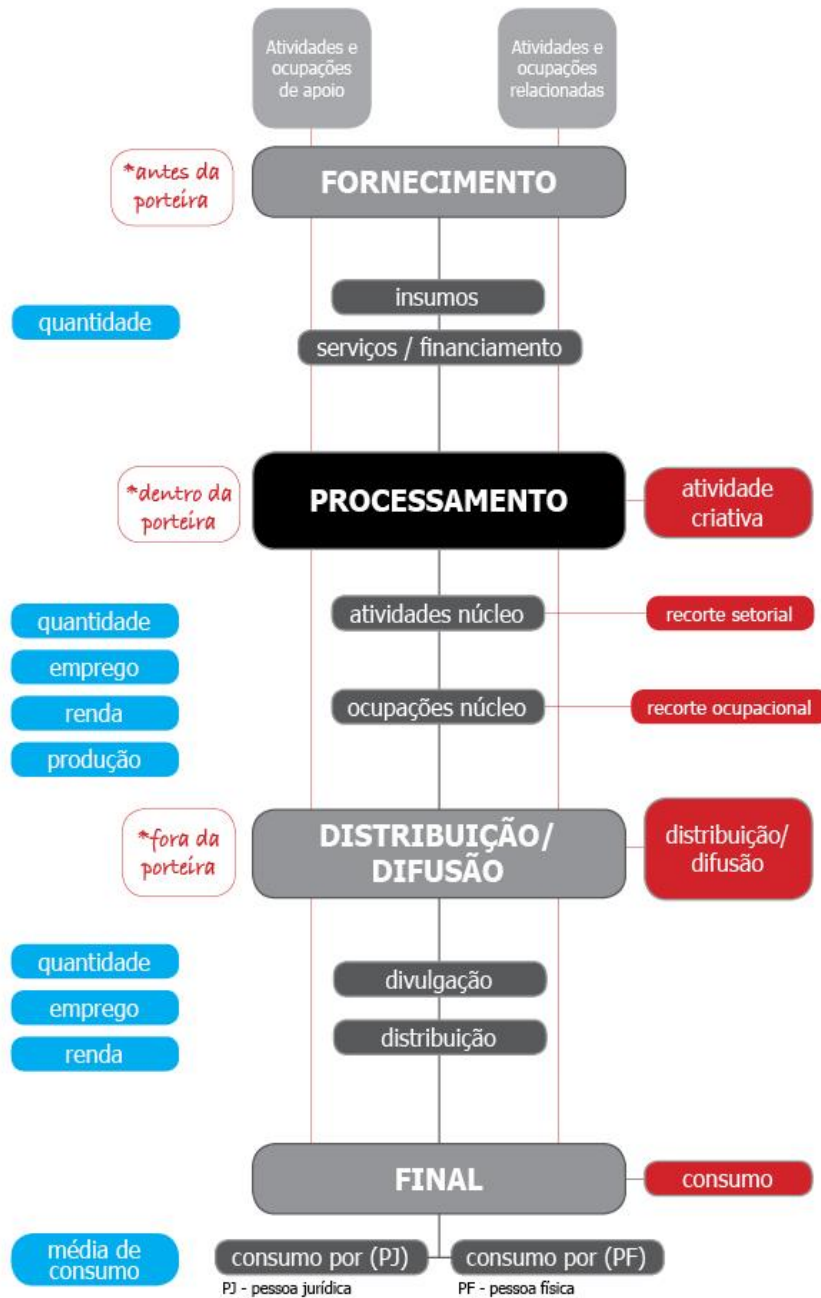 Atividades e
ocupações
de apoio
Atividades e
ocupações
relacionadas
*antes da
porteira
FORNECIMENTO
insumos
quantidade
serviços / financiamento
*dentro da
porteira
PROCESSAMENTO
atividade
criativa
quantidade
atividades núcleo
recorte setorial
emprego
renda
ocupações núcleo
recorte ocupacional
produção
*fora da
porteira
DISTRIBUIÇÃO/
DIFUSÃO
distribuição/
difusão
quantidade
divulgação
emprego
distribuição
renda
FINAL
consumo
média de
consumo
consumo por (PJ)
consumo por (PF)
PJ - pessoa jurídica
PF - pessoa física